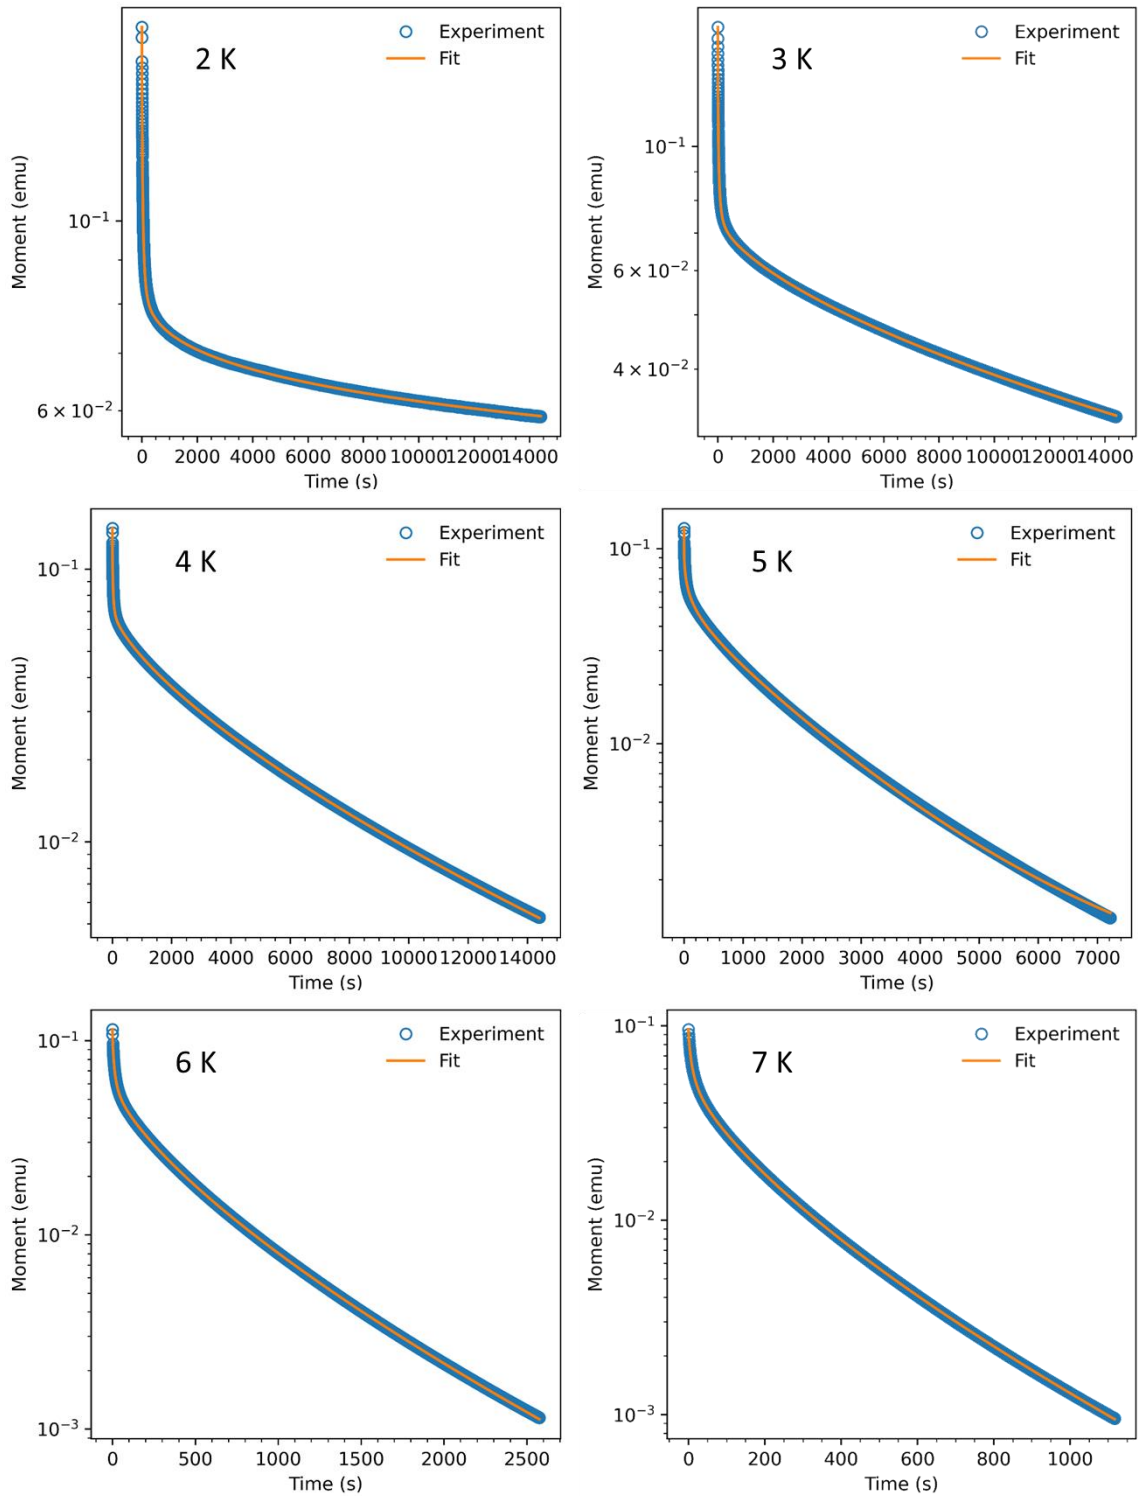 Experiment
Fit
2 K
Moment (emu)
10⁻¹
6 × 10⁻²
0 2000 4000 6000 8000 10000 12000 14000
Time (s)
Experiment
Fit
3 K
Moment (emu)
10⁻¹
6 × 10⁻²
4 × 10⁻²
0 2000 4000 6000 8000 10000 12000 14000
Time (s)
Experiment
Fit
4 K
Moment (emu)
10⁻¹
10⁻²
0 2000 4000 6000 8000 10000 12000 14000
Time (s)
Experiment
Fit
5 K
Moment (emu)
10⁻¹
10⁻²
0 1000 2000 3000 4000 5000 6000 7000
Time (s)
Experiment
Fit
6 K
Moment (emu)
10⁻¹
10⁻²
10⁻³
0 500 1000 1500 2000 2500
Time (s)
Experiment
Fit
7 K
Moment (emu)
10⁻¹
10⁻²
10⁻³
0 200 400 600 800 1000
Time (s)